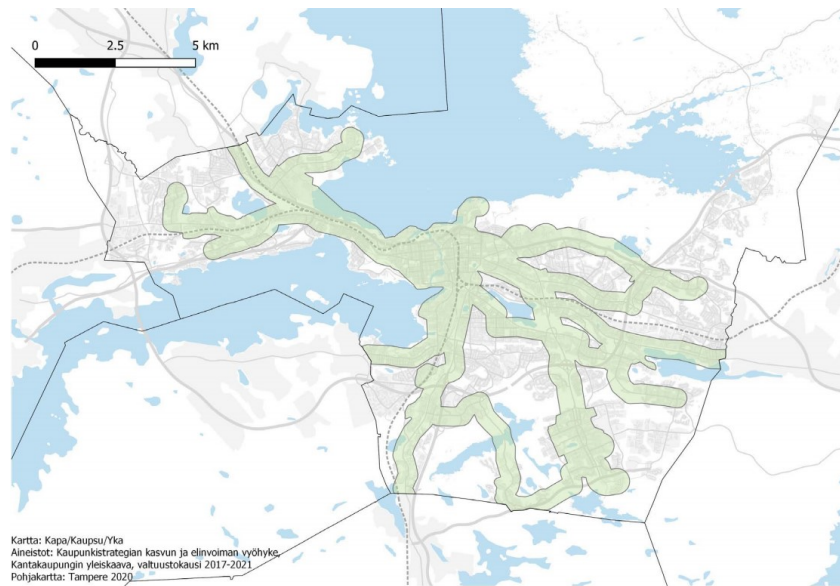 0 2.5 5 km
Kartta: Kapa/Kaupsu/Yka
Aineistot: Kaupunkistrategian kasvun ja elinvoiman vyöhyke,
Kantakaupungin yleiskaava, valtuustokausi 2017-2021
Pohjakartta: Tampere 2020